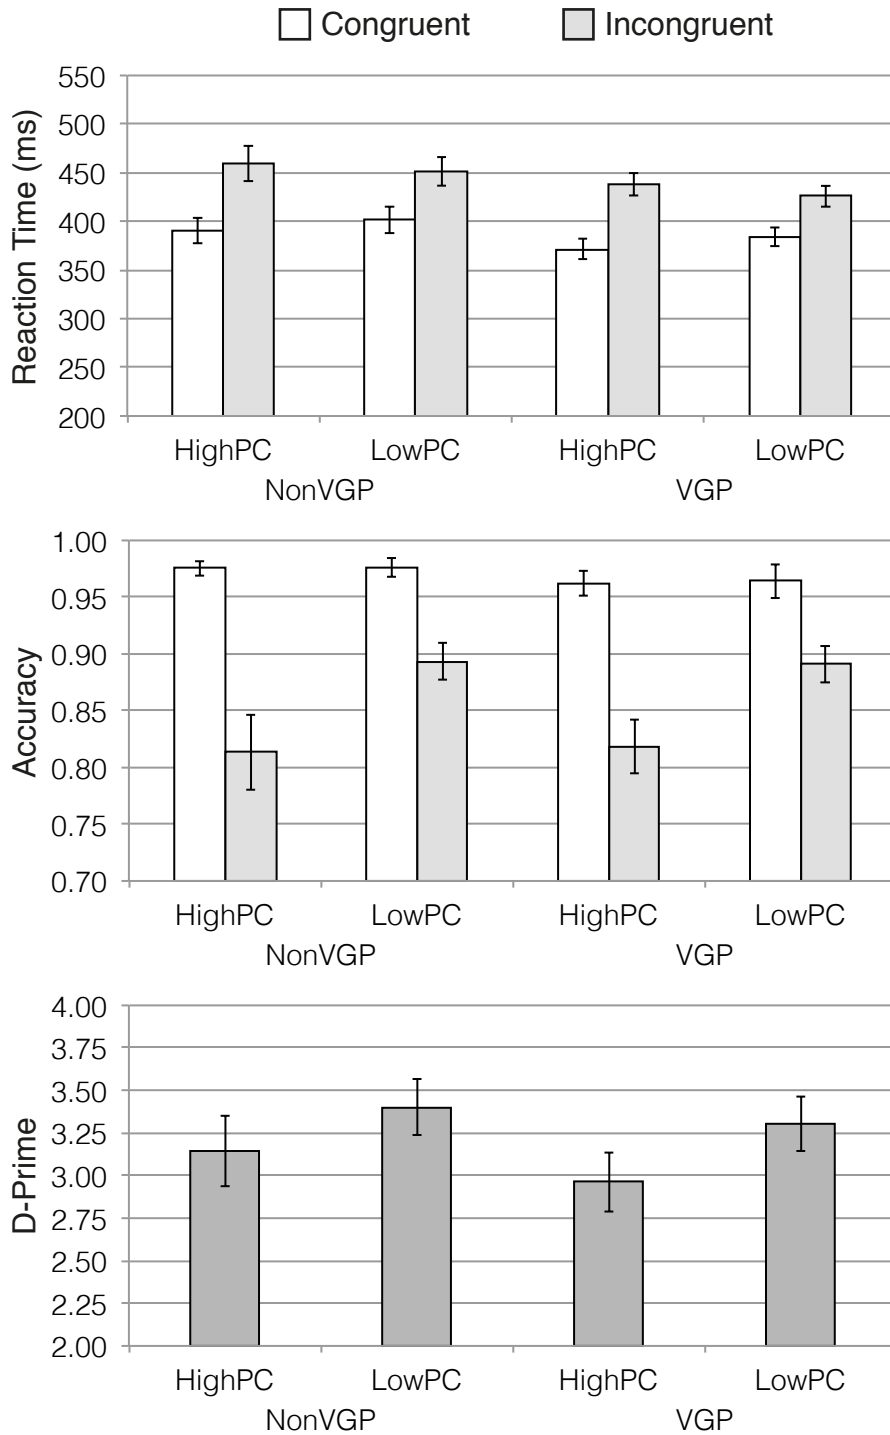 Congruent Incongruent
Reaction Time (ms)
550
500
450
400
350
300
250
200
HighPC LowPC HighPC LowPC
NonVGP VGP
Accuracy
1.00
0.95
0.90
0.85
0.80
0.75
0.70
HighPC LowPC HighPC LowPC
NonVGP VGP
D-Prime
4.00
3.75
3.50
3.25
3.00
2.75
2.50
2.25
2.00
HighPC LowPC HighPC LowPC
NonVGP VGP